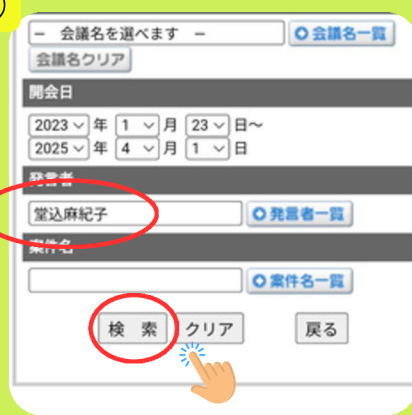 － 会議名を選べます － 会議名一覧
会議名クリア
開会日
2023 年 1 月 23 日～
2025 年 4 月 1 日
発言者
堂込麻紀子 発言者一覧
案件名
案件名一覧
検 索 クリア 戻る